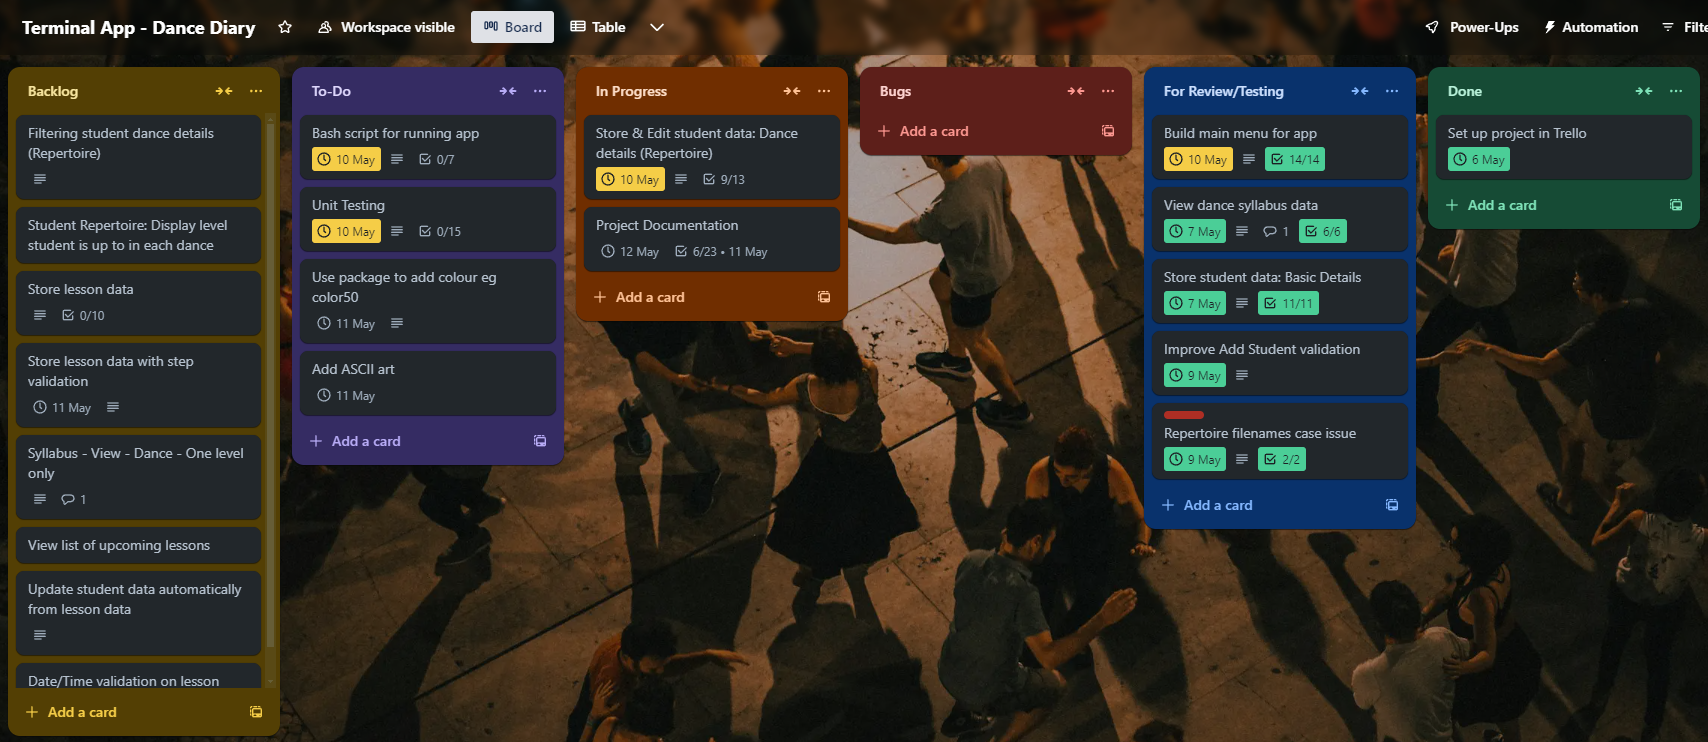 Terminal App - Dance Diary
Workspace visible
Board
Table
Power-Ups
Automation
Backlog
Filtering student dance details
(Repertoire)
Student Repertoire: Display level
student is up to in each dance
Store lesson data
0/10
Store lesson data with step
validation
11 May
Syllabus - View - Dance - One level
only
1
View list of upcoming lessons
Update student data automatically
from lesson data
Date/Time validation on lesson
+ Add a card
To-Do
Bash script for running app
10 May 0/7
Unit Testing
10 May 0/15
Use package to add colour eg
color50
11 May
Add ASCII art
11 May
+ Add a card
In Progress
Store & Edit student data: Dance
details (Repertoire)
10 May 9/13
Project Documentation
12 May 6/23 • 11 May
+ Add a card
Bugs
+ Add a card
For Review/Testing
Build main menu for app
10 May 14/14
View dance syllabus data
7 May 1 6/6
Store student data: Basic Details
7 May 11/11
Improve Add Student validation
9 May
Repertoire filenames case issue
9 May 2/2
+ Add a card
Done
Set up project in Trello
6 May
+ Add a card